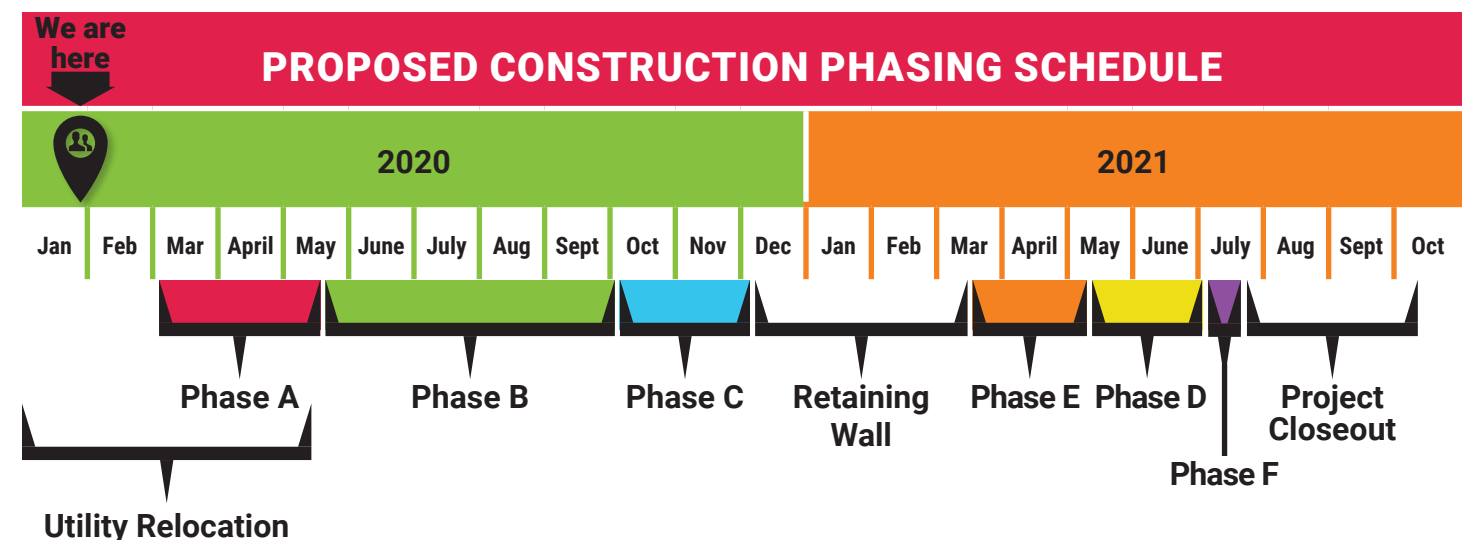 We are
here
PROPOSED CONSTRUCTION PHASING SCHEDULE
2020 2021
Jan Feb Mar April May June July Aug Sept Oct Nov Dec Jan Feb Mar April May June July Aug Sept Oct
Phase A Phase B Phase C Retaining Phase E Phase D Project
Wall Closeout
Phase F
Utility Relocation